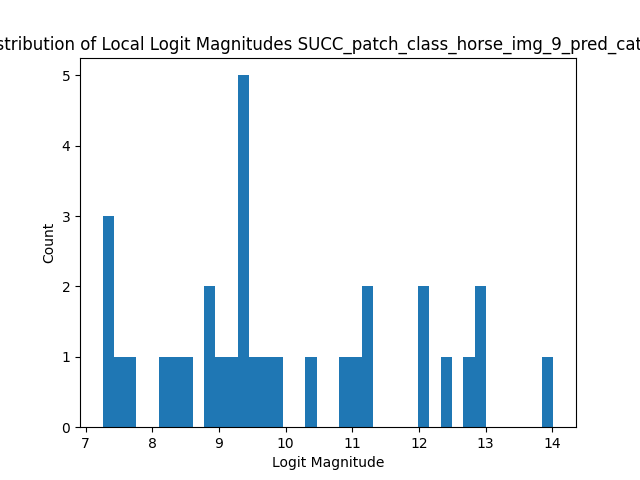 stribution of Local Logit Magnitudes SUCC_patch_class_horse_img_9_pred_cat
5
4
3
2
1
0
Count
7 8 9 10 11 12 13 14
Logit Magnitude